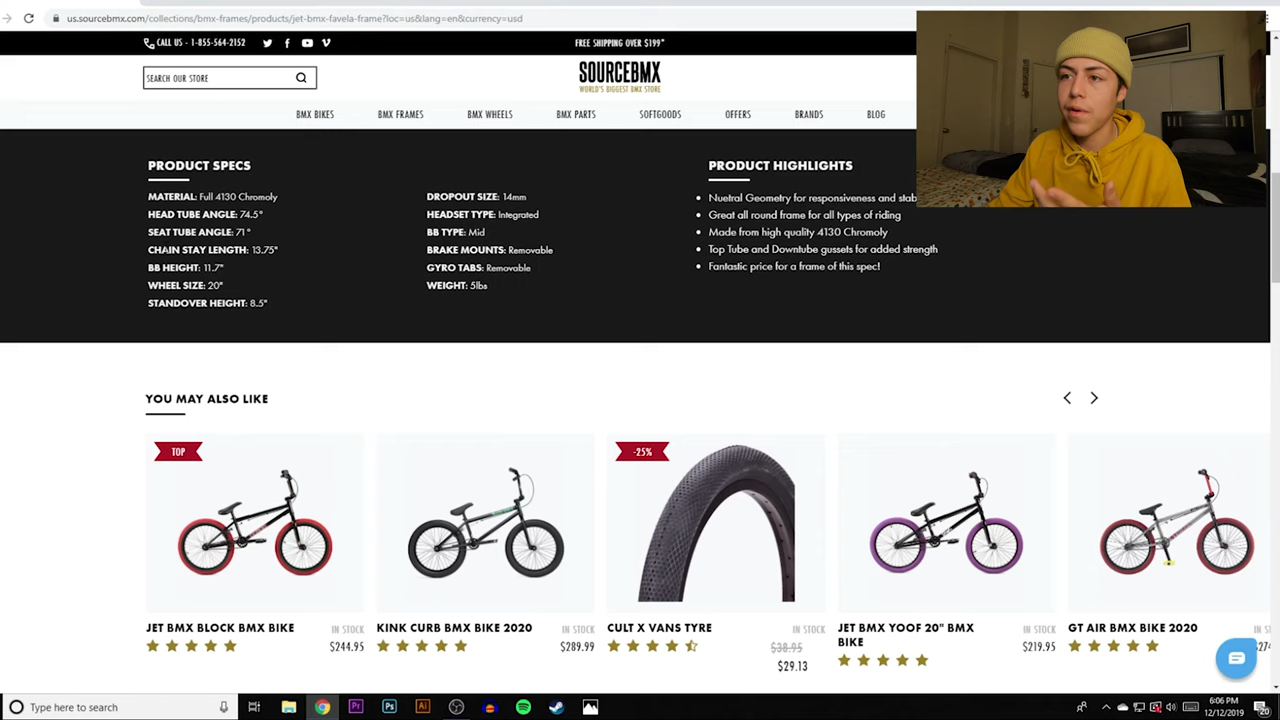 us.sourcebmx.com/collections/bmx-frames/products/jet-bmx-favela-frame?loc=us&lang=en&currency=usd
CALL US - 1-855-564-2152
FREE SHIPPING OVER $199*
SEARCH OUR STORE
SOURCEBMX
WORLD'S BIGGEST BMX STORE
BMX BIKES
BMX FRAMES
BMX WHEELS
BMX PARTS
SOFTGOODS
OFFERS
BRANDS
BLOG
PRODUCT SPECS
MATERIAL: Full 4130 Chromoly
HEAD TUBE ANGLE: 74.5°
SEAT TUBE ANGLE: 71°
CHAIN STAY LENGTH: 13.75"
BB HEIGHT: 11.7"
WHEEL SIZE: 20"
STANDOVER HEIGHT: 8.5"
DROPOUT SIZE: 14mm
HEADSET TYPE: Integrated
BB TYPE: Mid
BRAKE MOUNTS: Removable
GYRO TABS: Removable
WEIGHT: 5lbs
PRODUCT HIGHLIGHTS
Nuetral Geometry for responsiveness and stab
Great all round frame for all types of riding
Made from high quality 4130 Chromoly
Top Tube and Downtube gussets for added strength
Fantastic price for a frame of this spec!
YOU MAY ALSO LIKE
TOP
-25%
JET BMX BLOCK BMX BIKE
IN STOCK
$244.95
KINK CURB BMX BIKE 2020
IN STOCK
$289.99
CULT X VANS TYRE
IN STOCK
$38.95
$29.13
JET BMX YOOF 20" BMX
BIKE
IN STOCK
$219.95
GT AIR BMX BIKE 2020
IN STOCK
Type here to search
6:06 PM
12/12/2019
20